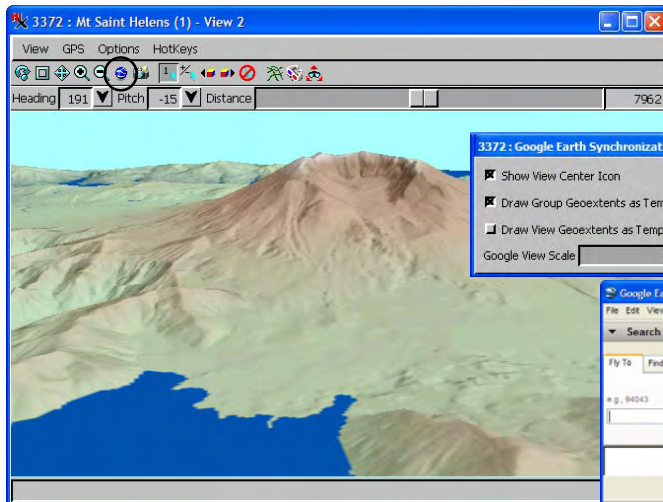 3372 : Mt Saint Helens (1) - View 2
View GPS Options HotKeys
Heading 191 Pitch -15 Distance 7962
3372 : Google Earth Synchronizat
Show View Center Icon
Draw Group Geoextents as Tem
Draw View Geoextents as Temp
Google View Scale
Google Ea
File Edit View
Search
Fly To Find
e.g., 94043